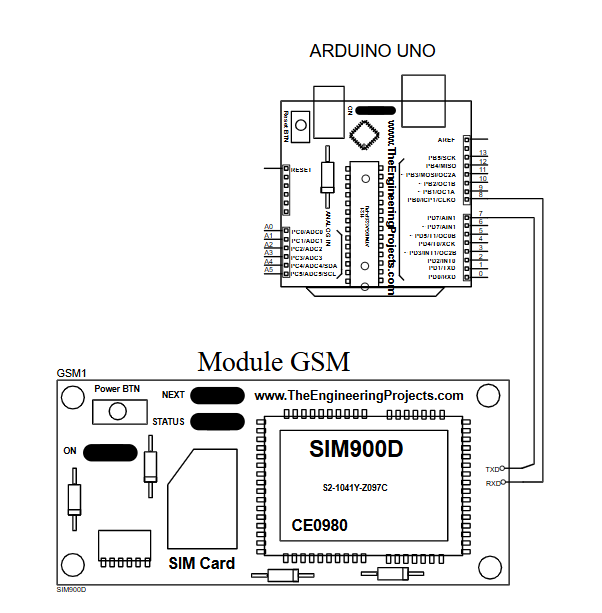 ARDUINO UNO
Reset BTN
ON
www.TheEngineeringProjects.com
AREF
RESET
PB5/SCK 13
PB4/MISO 12
~ PB3/MOSI/OC2A 11
~ PB2/OC1B 10
~ PB1/OC1A 9
PB0/ICP1/CLKO 8
ANALOG IN
PD7/AIN1 7
~ PD7/AIN1 6
~ PD5/T1/OC0B 5
PD4/T0/XCK 4
~ PD3/INT1/OC2B 3
PD2/INT0 2
PD1/TXD 1
PD0/RXD 0
A0 PC0/ADC0
A1 PC1/ADC1
A2 PC2/ADC2
A3 PC3/ADC3
A4 PC4/ADC4/SDA
A5 PC5/ADC5/SCL
Module GSM
GSM1
Power BTN
NEXT
www.TheEngineeringProjects.com
STATUS
ON
SIM900D
S2-1041Y-Z097C
CE0980
SIM Card
TXD
RXD
SIM900D